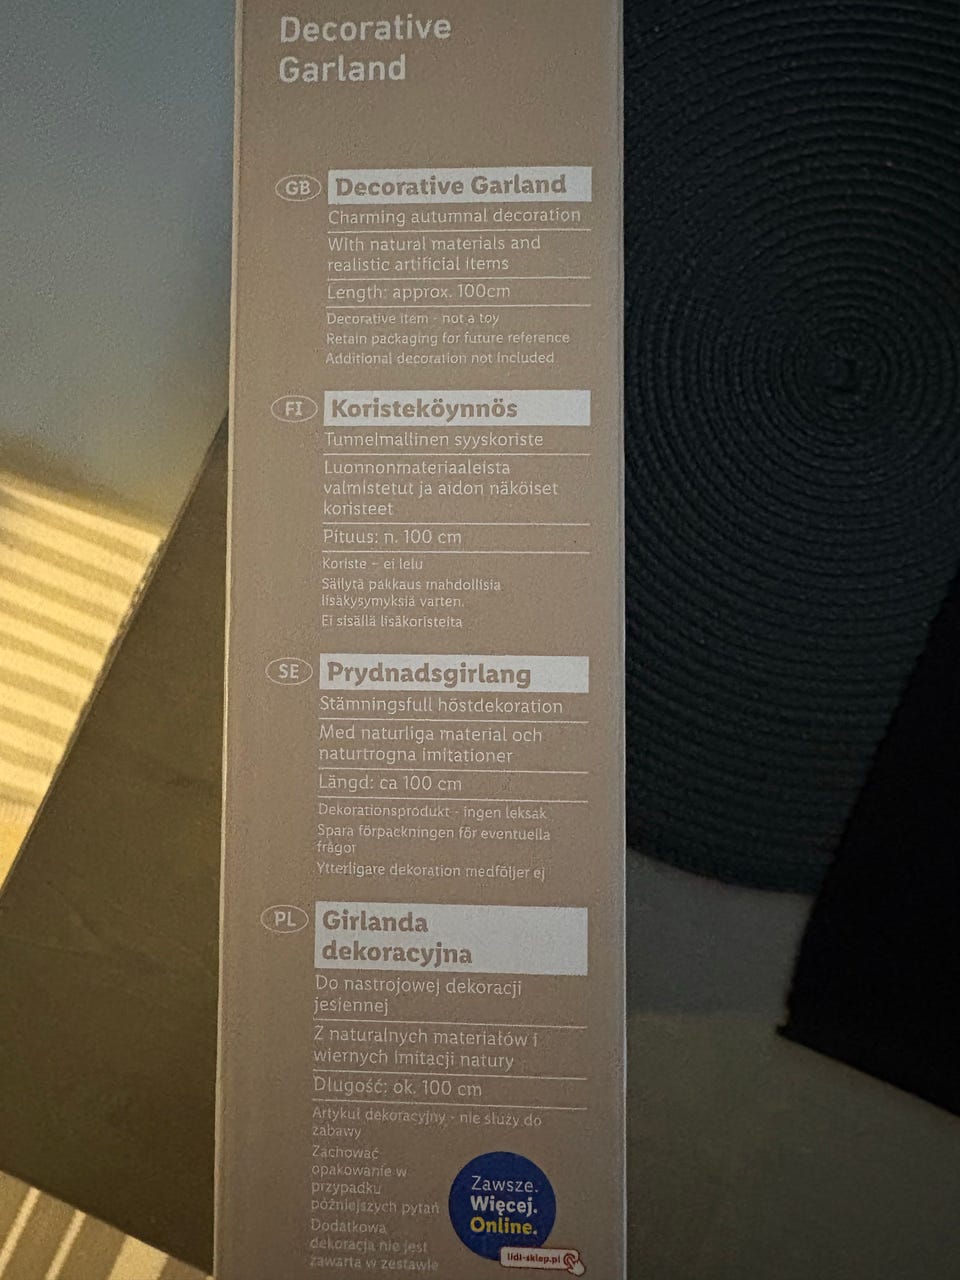 Decorative
Garland
GB Decorative Garland
Charming autumnal decoration
With natural materials and
realistic artificial items
Length: approx. 100cm
Decorative item - not a toy
Retain packaging for future reference
Additional decoration not included
FI Koristeköynnös
Tunnelmallinen syyskoriste
Luonnonmateriaaleista
valmistetut ja aidon näköiset
koristeet
Pituus: n. 100 cm
Koriste – ei lelu
Säilytä pakkaus mahdollisia
lisäkysymyksiä varten.
Ei sisällä lisäkoristeita
SE Prydnadsgirlang
Stämningsfull höstdekoration
Med naturliga material och
naturtrogna imitationer
Längd: ca 100 cm
Dekorationsprodukt - ingen leksak
Spara förpackningen för eventuella
frågor
Ytterligare dekoration medföljer ej
PL Girlanda
dekoracyjna
Do nastrojowej dekoracji
jesiennej
Z naturalnych materiałów i
wiernych imitacji natury
Długość: ok. 100 cm
Artykuł dekoracyjny - nie służy do
zabawy
Zachować
opakowanie w
przypadku
późniejszych pytań
Dodatkowa
dekoracja nie jest
zawarta w zestawie
Zawsze.
Więcej.
Online.
lidl-sklep.pl